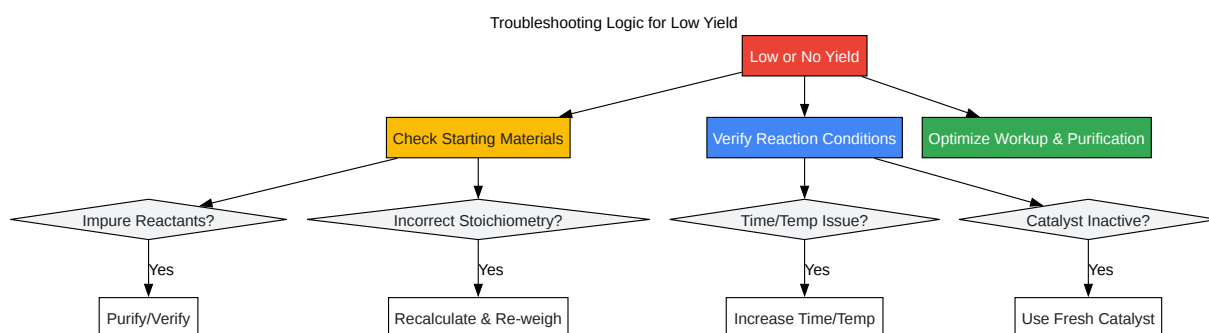 Troubleshooting Logic for Low Yield
Low or No Yield
Check Starting Materials
Verify Reaction Conditions
Optimize Workup & Purification
Impure Reactants?
Incorrect Stoichiometry?
Time/Temp Issue?
Catalyst Inactive?
Yes
Yes
Yes
Yes
Purify/Verify
Recalculate & Re-weigh
Increase Time/Temp
Use Fresh Catalyst